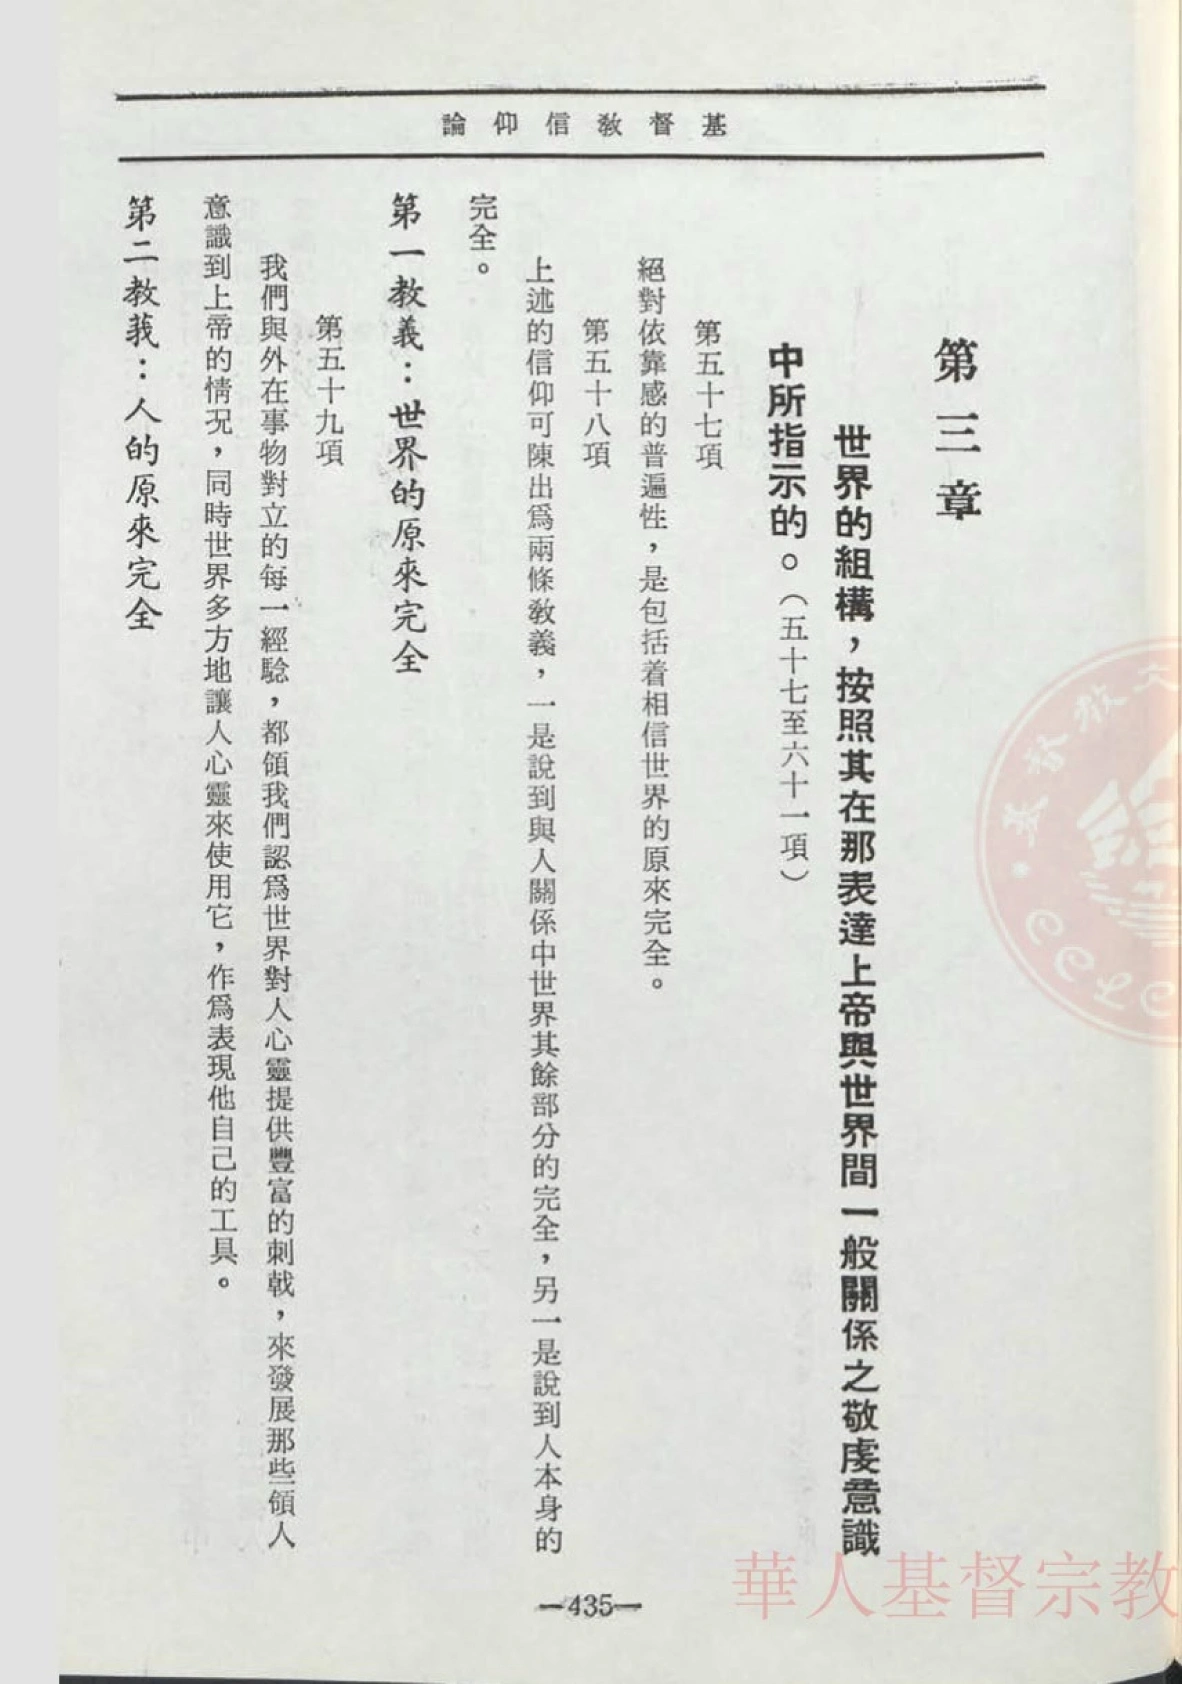 基督教信仰論
第三章
世界的組構，按照其在那表達上帝與世界間一般關係之敬虔意識
中所指示的。（五十七至六十一項）
第五十七項
絕對依靠感的普遍性，是包括着相信世界的原來完全。
第五十八項
上述的信仰可陳出爲兩條教義，一是說到與人關係中世界其餘部分的完全，另一是說到人本身的
完全。
第一教義：世界的原來完全
第五十九項
我們與外在事物對立的每一經驗，都領我們認爲世界對人心靈提供豐富的刺戟，來發展那些領人
意識到上帝的情況，同時世界多方地讓人心靈來使用它，作爲表現他自己的工具。
第二教義：人的原來完全
—435—
華人基督宗教